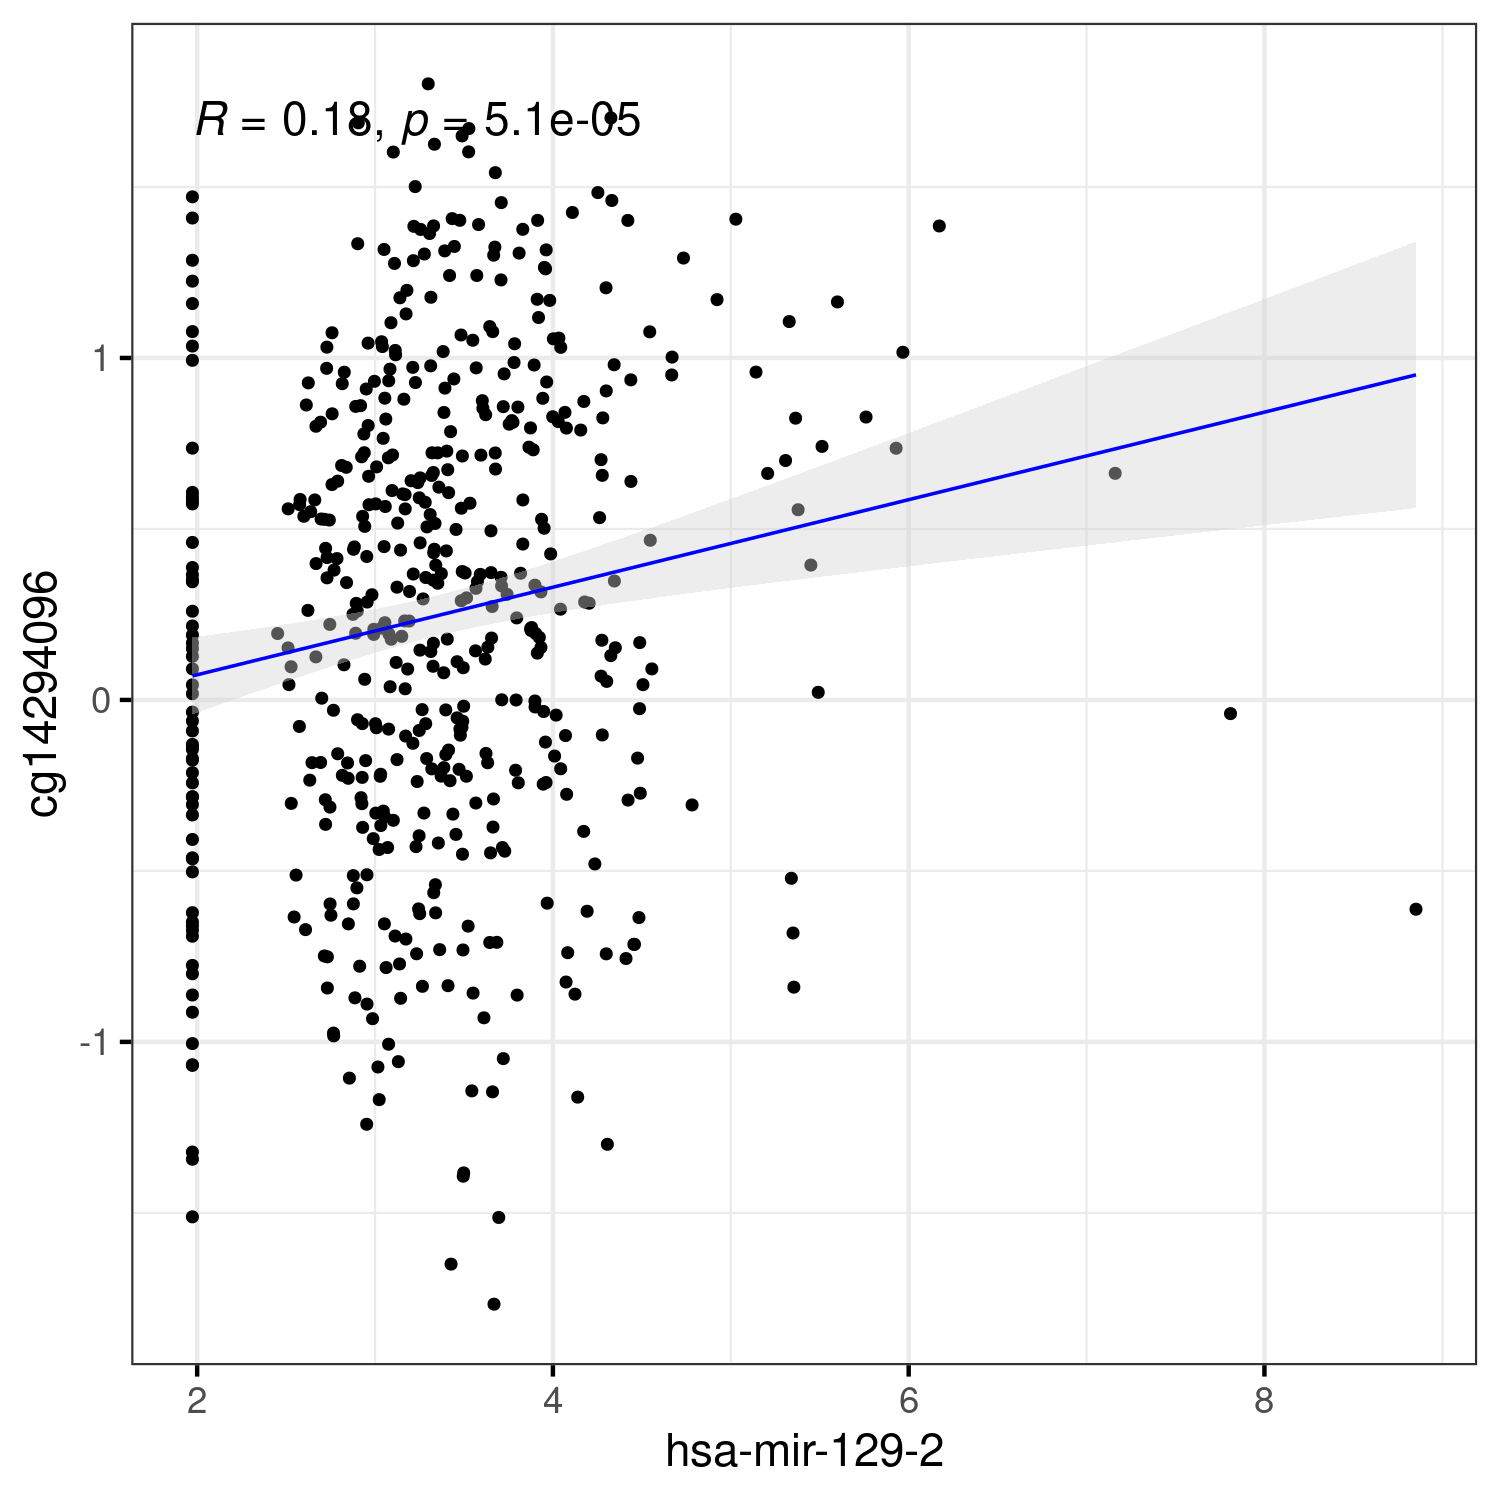 R = 0.18, p = 5.1e-05
1
0
-1
cg14294096
2 4 6 8
hsa-mir-129-2